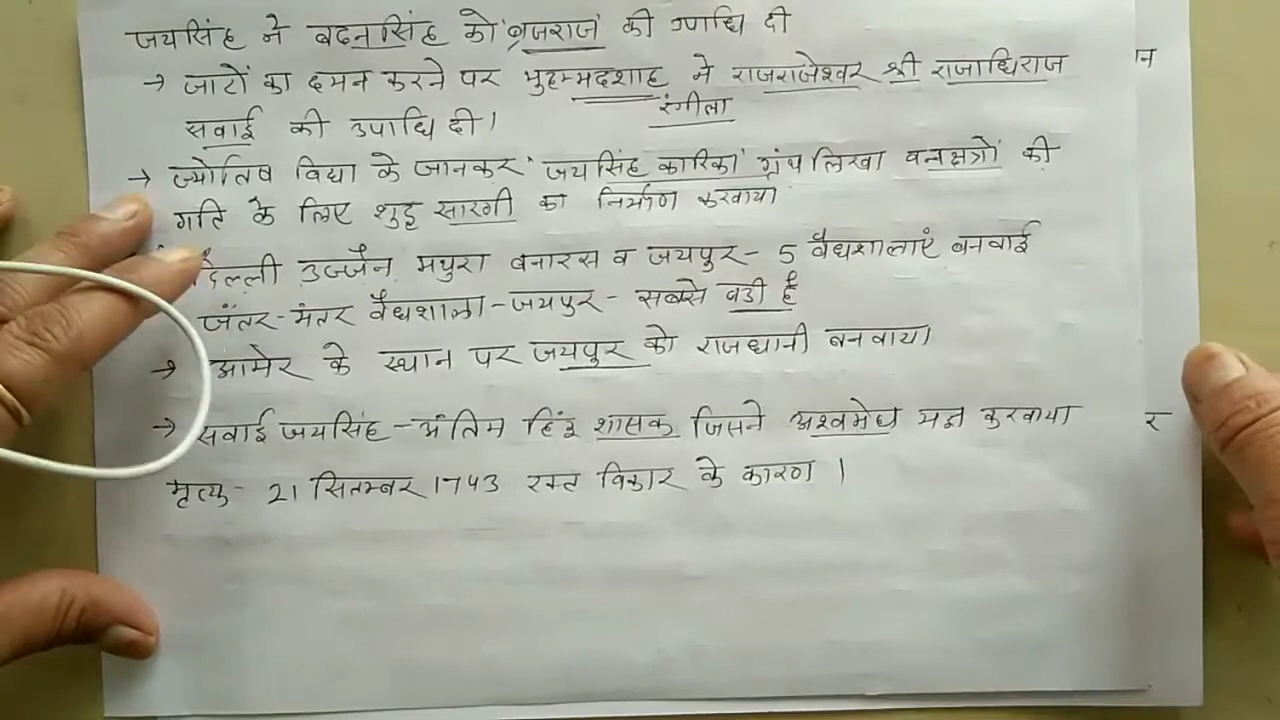 जयसिंह ने बदनसिंह को 'ब्रजराज' की उपाधि दी
→ जाटों का दमन करने पर मुहम्मदशाह ने राजराजेश्वर श्री राजाधिराज
रंगीला
सवाई की उपाधि दी।
→ ज्योतिष विद्या के जानकर 'जयसिंह कारिका' ग्रंथ लिखा व नक्षत्रों की
गति के लिए शुद्ध सारणी का निर्माण करवाया
दिल्ली उज्जैन मथुरा बनारस व जयपुर - 5 वैधशालाएं बनवाई
जंतर-मंतर वैधशाला - जयपुर - सबसे बडी है
→ आमेर के स्थान पर जयपुर को राजधानी बनवाया
→ सवाई जयसिंह - अंतिम हिंदू शासक जिसने अश्वमेध यज्ञ करवाया
मृत्यु - 21 सितम्बर 1743 रक्त विकार के कारण।
न
र